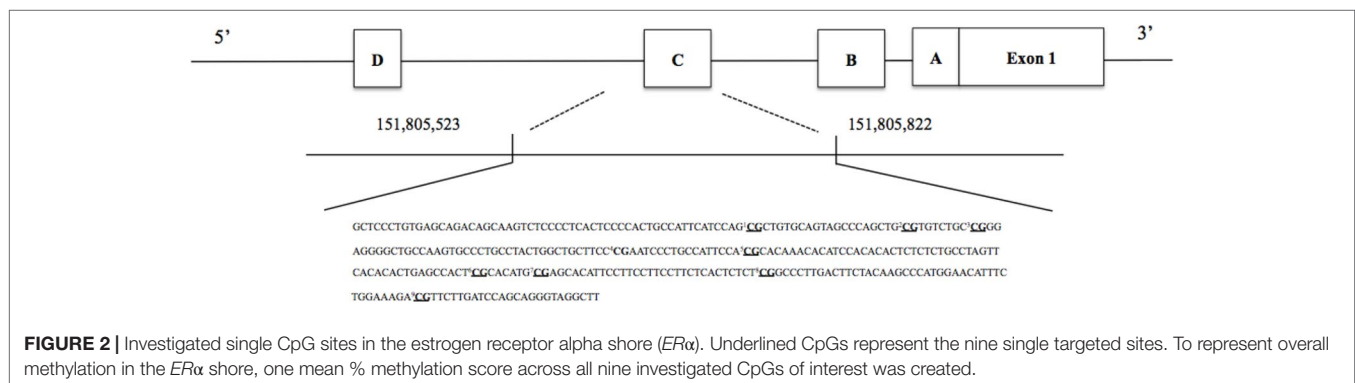 5’ 3’
D C B A Exon 1
151,805,523 151,805,822
GCTCCCTGTGAGCAGACAGCAAGTCTCCCCTCACTCCCCACTGCCATTCATCCAG¹CGCTGTGCAGTAGCCCAGCTG²CGTGTCTGC³CGGG
AGGGGCTGCCAAGTGCCCTGCCTACTGGCTGCTTCC⁴CGAATCCCTGCCATTCCA⁵CGCACAAACACATCCACACACTCTCTCTGCCTAGTT
CACACACTGAGCCACT⁶CGCACATG⁷CGAGCACATTCCTTCCTTCCTTCTCACTCTCT⁸CGGCCCTTGACTTCTACAAGCCCATGGAACATTTC
TGGAAAGA⁹CGTTCTTGATCCAGCAGGGTAGGCTT
FIGURE 2 | Investigated single CpG sites in the estrogen receptor alpha shore (ERα). Underlined CpGs represent the nine single targeted sites. To represent overall
methylation in the ERα shore, one mean % methylation score across all nine investigated CpGs of interest was created.